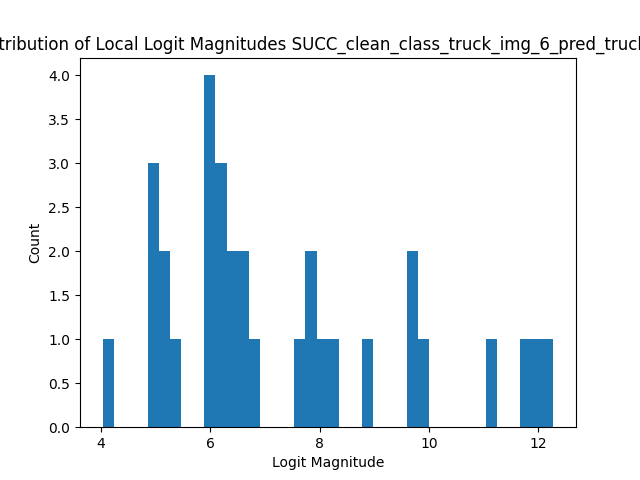 tribution of Local Logit Magnitudes SUCC_clean_class_truck_img_6_pred_truck
4.0
3.5
3.0
2.5
2.0
1.5
1.0
0.5
0.0
Count
4 6 8 10 12
Logit Magnitude